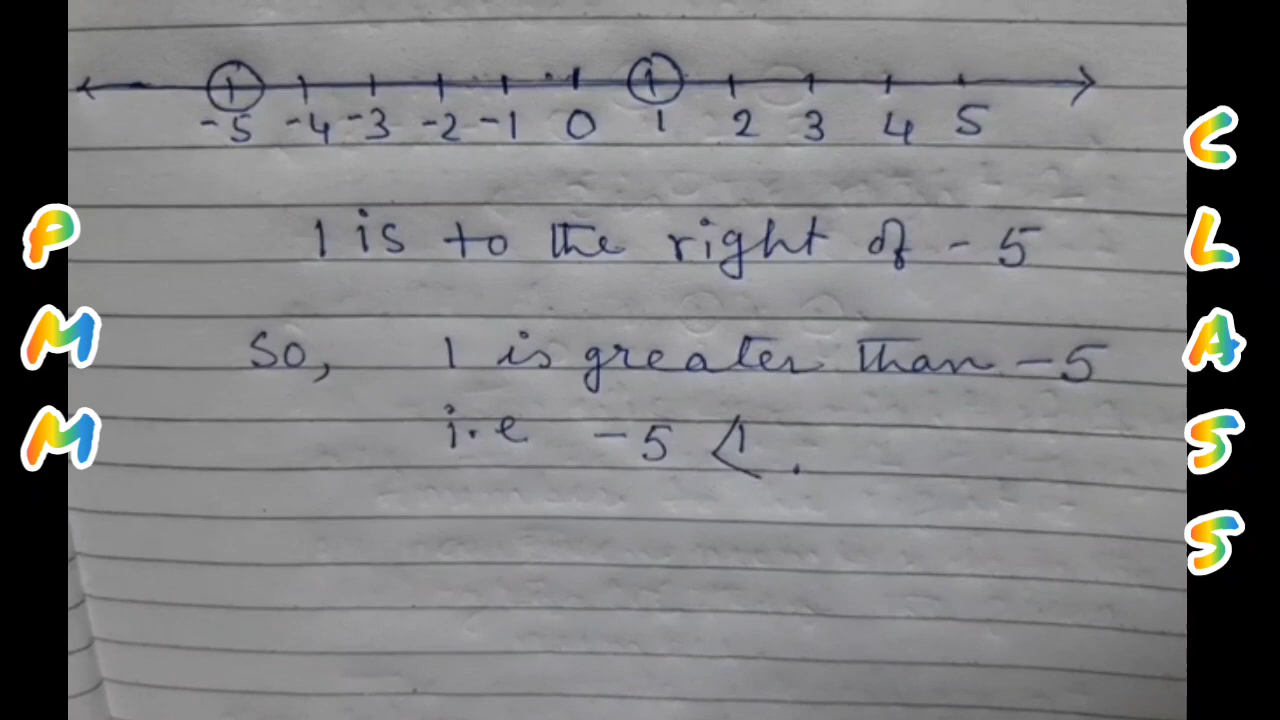 -5 -4 -3 -2 -1 0 1 2 3 4 5
1 is to the right of - 5
So, 1 is greater than -5
i.e -5 < 1.
P
M
M
C
L
A
S
S